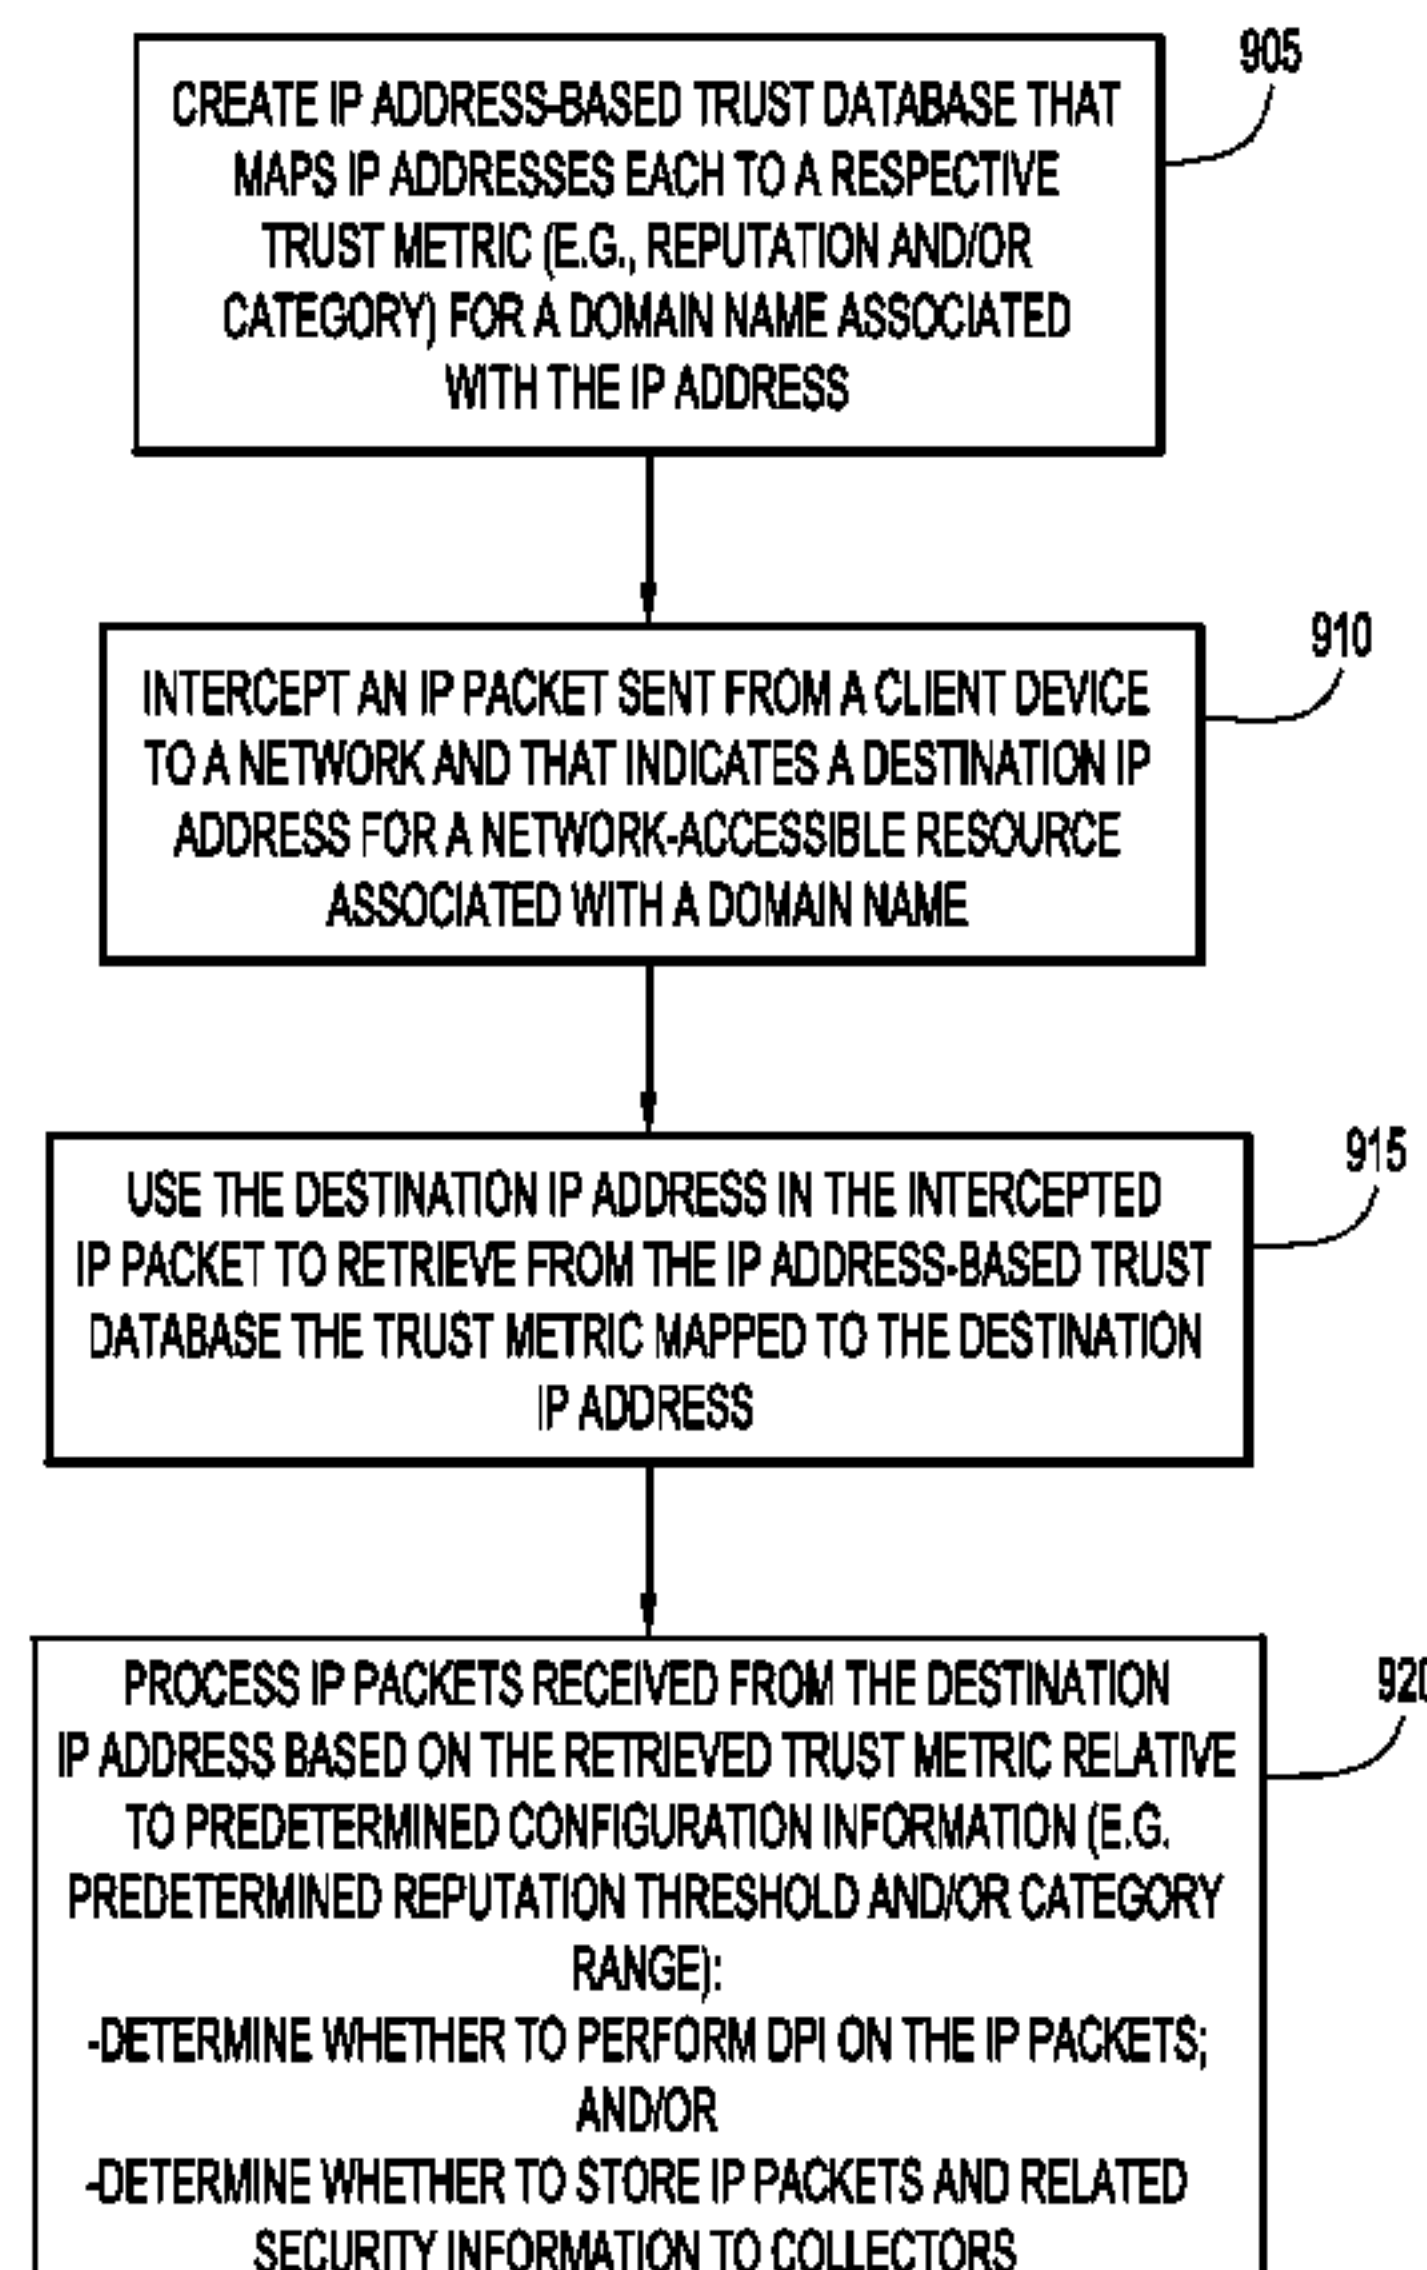 905
CREATE IP ADDRESS-BASED TRUST DATABASE THAT
MAPS IP ADDRESSES EACH TO A RESPECTIVE
TRUST METRIC (E.G., REPUTATION AND/OR
CATEGORY) FOR A DOMAIN NAME ASSOCIATED
WITH THE IP ADDRESS
910
INTERCEPT AN IP PACKET SENT FROM A CLIENT DEVICE
TO A NETWORK AND THAT INDICATES A DESTINATION IP
ADDRESS FOR A NETWORK-ACCESSIBLE RESOURCE
ASSOCIATED WITH A DOMAIN NAME
915
USE THE DESTINATION IP ADDRESS IN THE INTERCEPTED
IP PACKET TO RETRIEVE FROM THE IP ADDRESS-BASED TRUST
DATABASE THE TRUST METRIC MAPPED TO THE DESTINATION
IP ADDRESS
920
PROCESS IP PACKETS RECEIVED FROM THE DESTINATION
IP ADDRESS BASED ON THE RETRIEVED TRUST METRIC RELATIVE
TO PREDETERMINED CONFIGURATION INFORMATION (E.G.
PREDETERMINED REPUTATION THRESHOLD AND/OR CATEGORY
RANGE):
-DETERMINE WHETHER TO PERFORM DPI ON THE IP PACKETS;
AND/OR
-DETERMINE WHETHER TO STORE IP PACKETS AND RELATED
SECURITY INFORMATION TO COLLECTORS